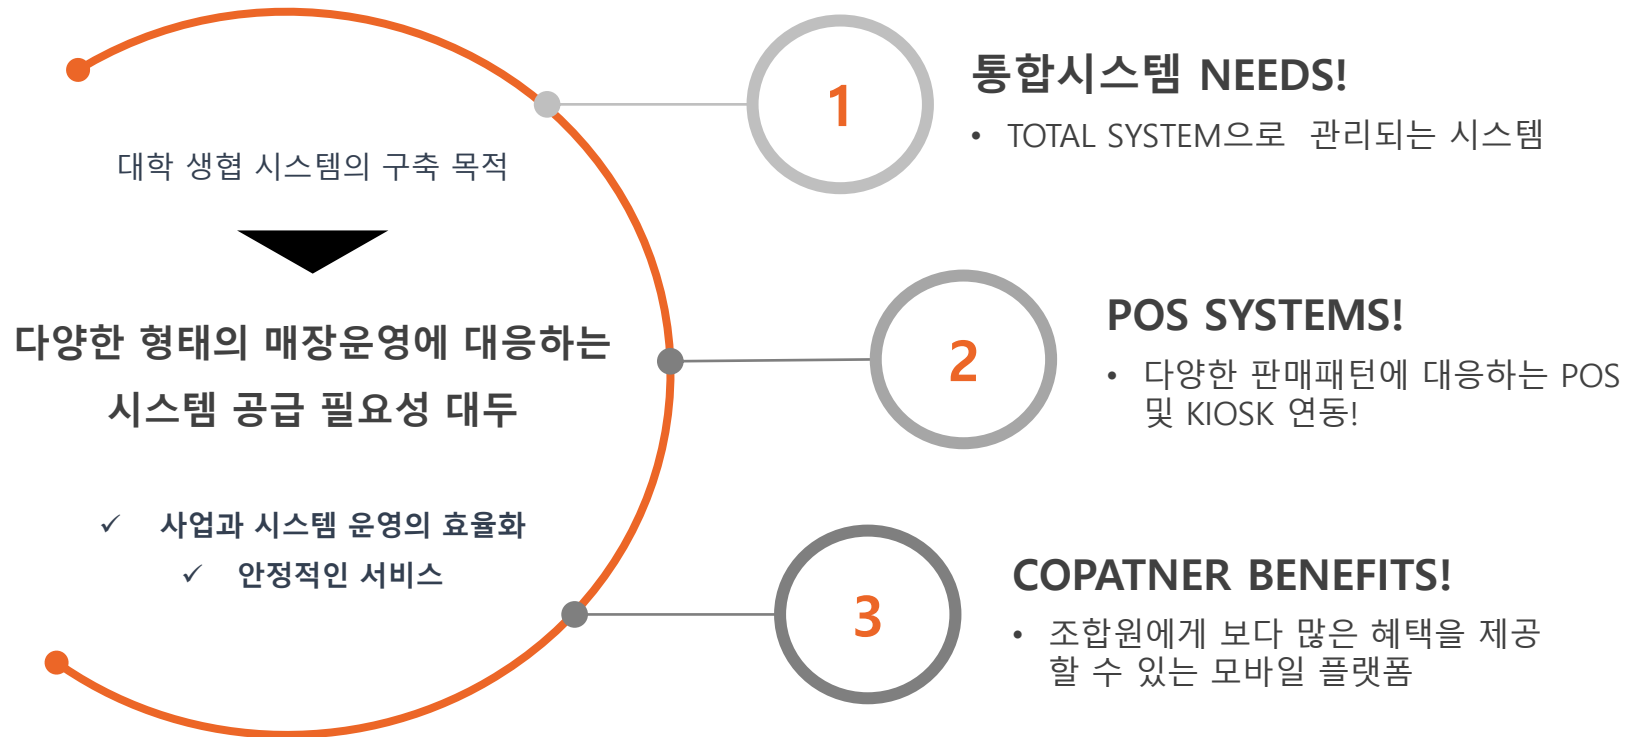 대학 생협 시스템의 구축 목적
다양한 형태의 매장운영에 대응하는
시스템 공급 필요성 대두
✓ 사업과 시스템 운영의 효율화
✓ 안정적인 서비스
1
통합시스템 NEEDS!
• TOTAL SYSTEM으로 관리되는 시스템
2
POS SYSTEMS!
• 다양한 판매패턴에 대응하는 POS
및 KIOSK 연동!
3
COPATNER BENEFITS!
• 조합원에게 보다 많은 혜택을 제공
할 수 있는 모바일 플랫폼